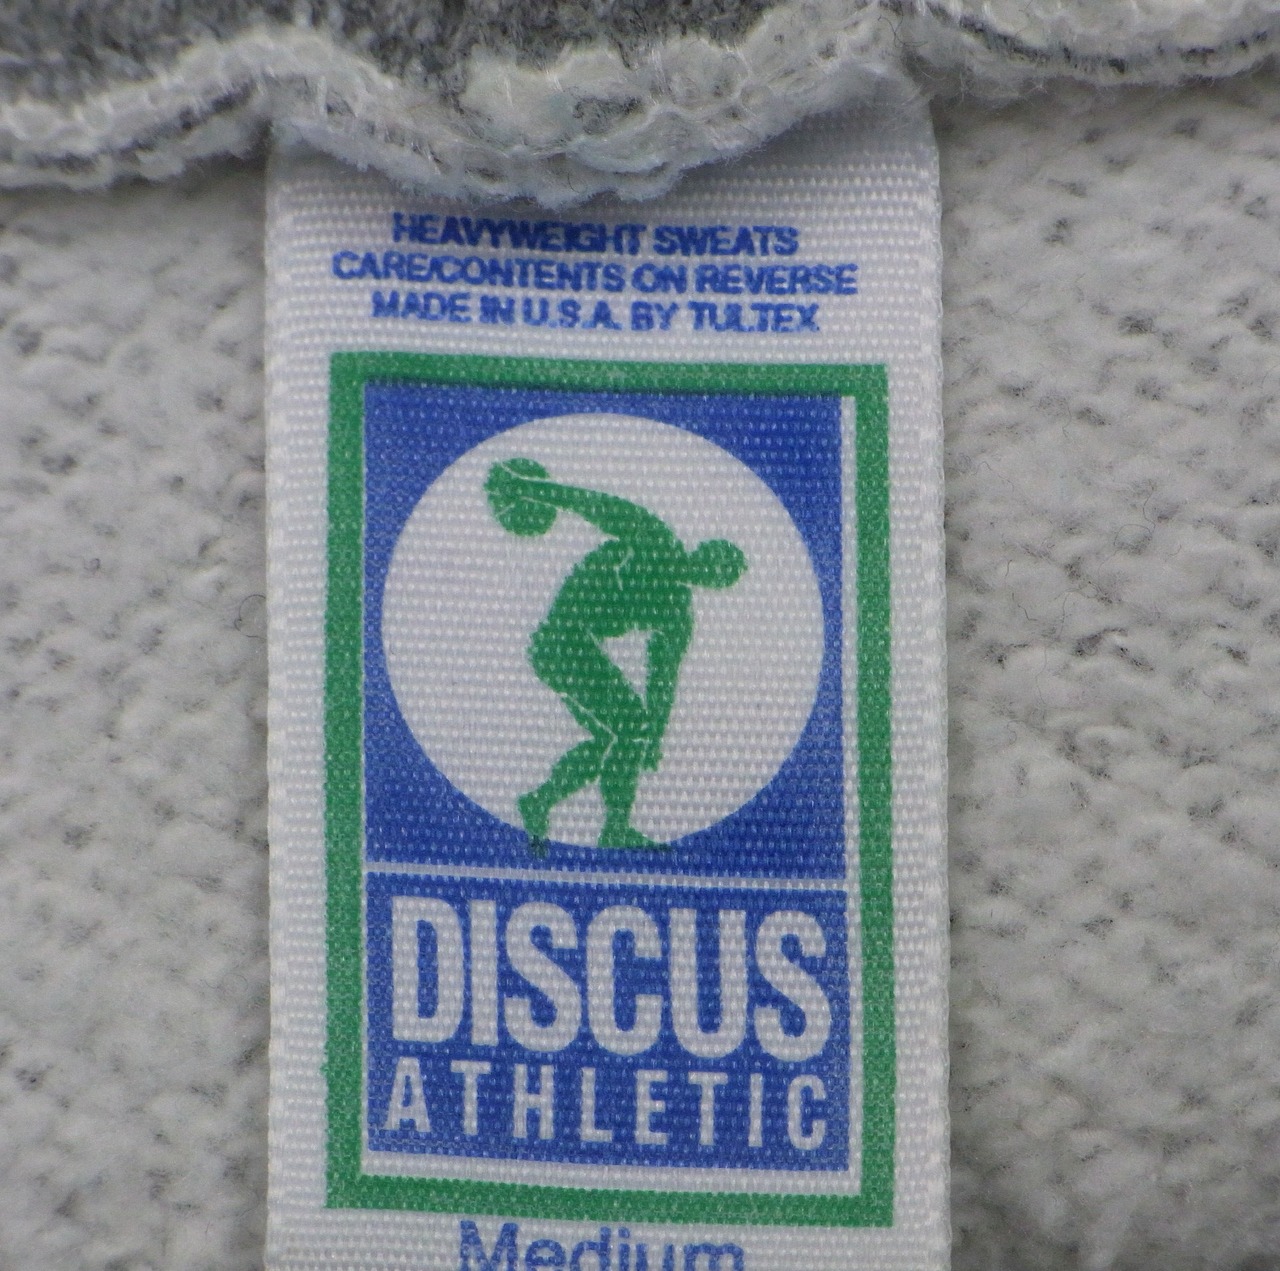 HEAVYWEIGHT SWEATS
CARE/CONTENTS ON REVERSE
MADE IN U.S.A. BY TULTEX
DISCUS
ATHLETIC
Medium